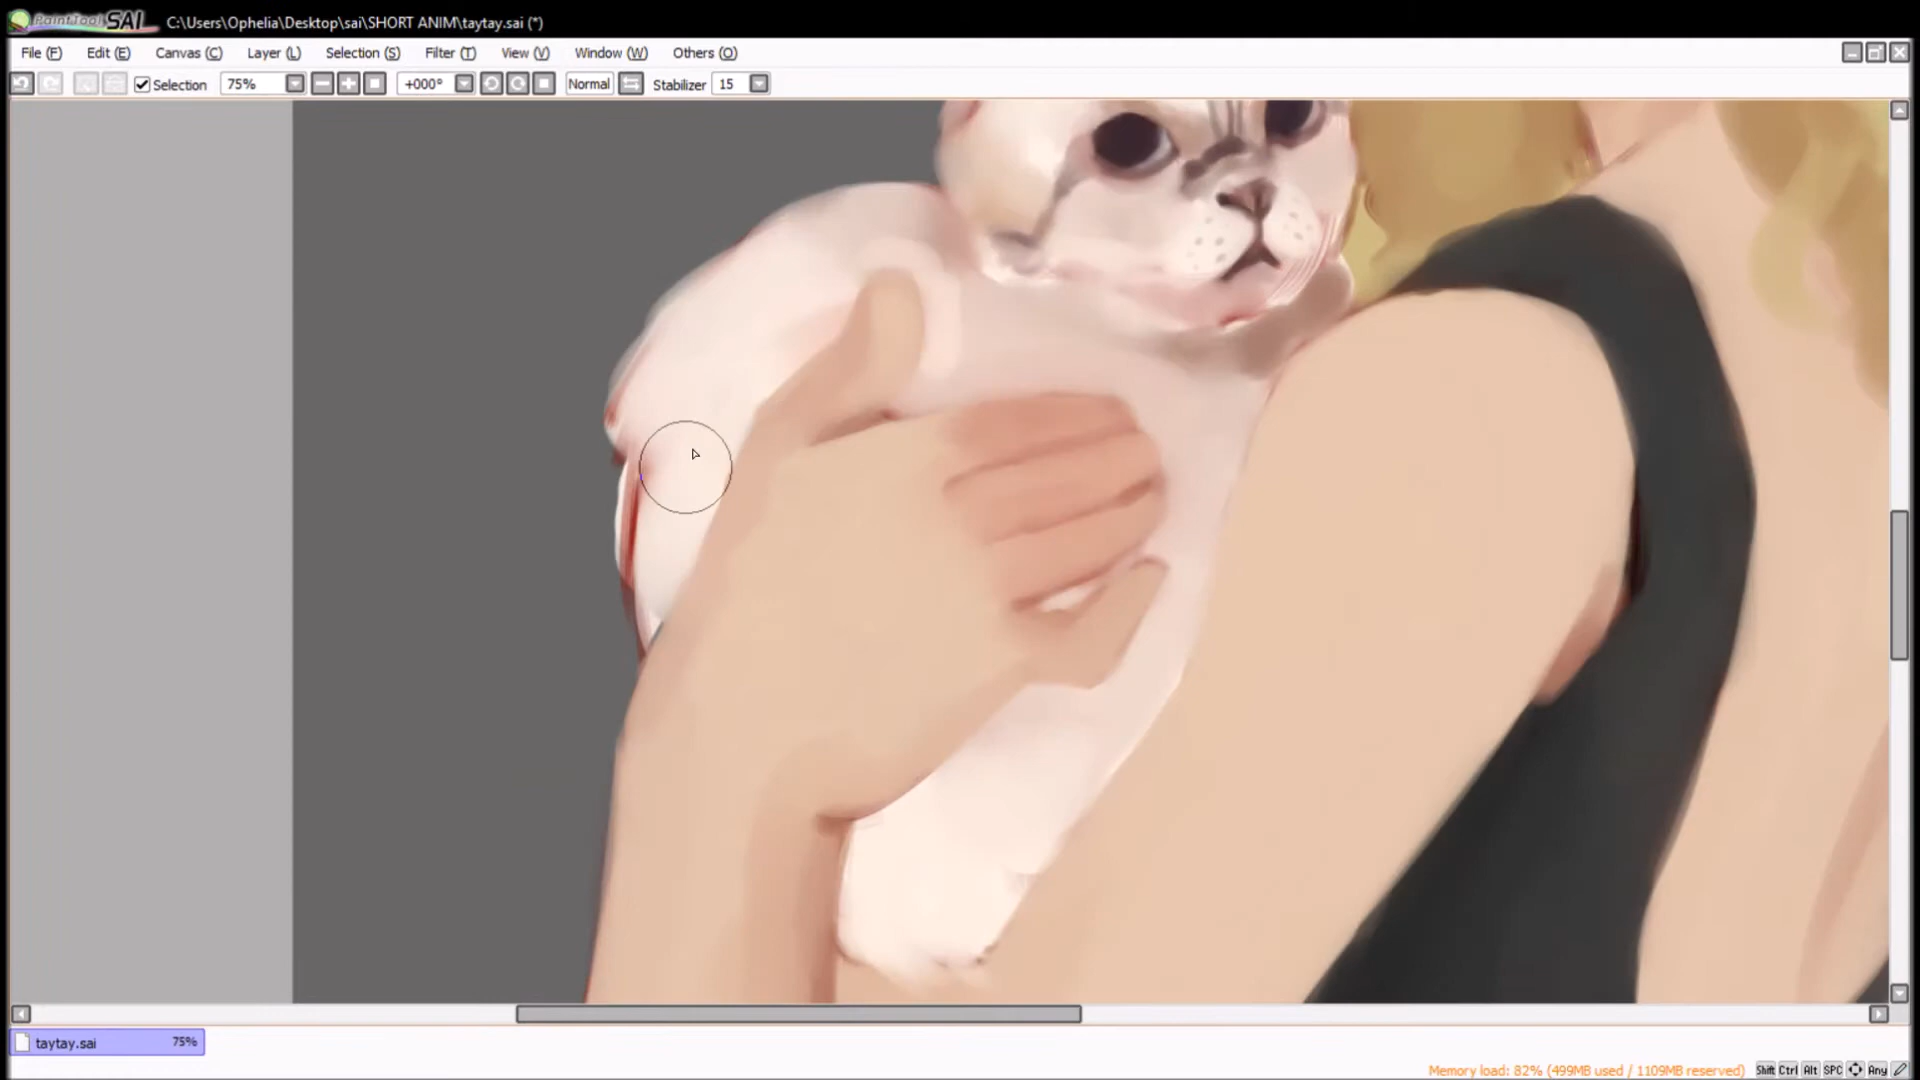 PaintTool SAI C:\Users\Ophelia\Desktop\sai\SHORT ANIM\taytay.sai (*)
File (F) Edit (E) Canvas (C) Layer (L) Selection (S) Filter (T) View (V) Window (W) Others (O)
Selection 75% +000° Normal Stabilizer 15
taytay.sai 75%
Memory load: 82% (499MB used / 1109MB reserved) Shift Ctrl Alt SPC Any